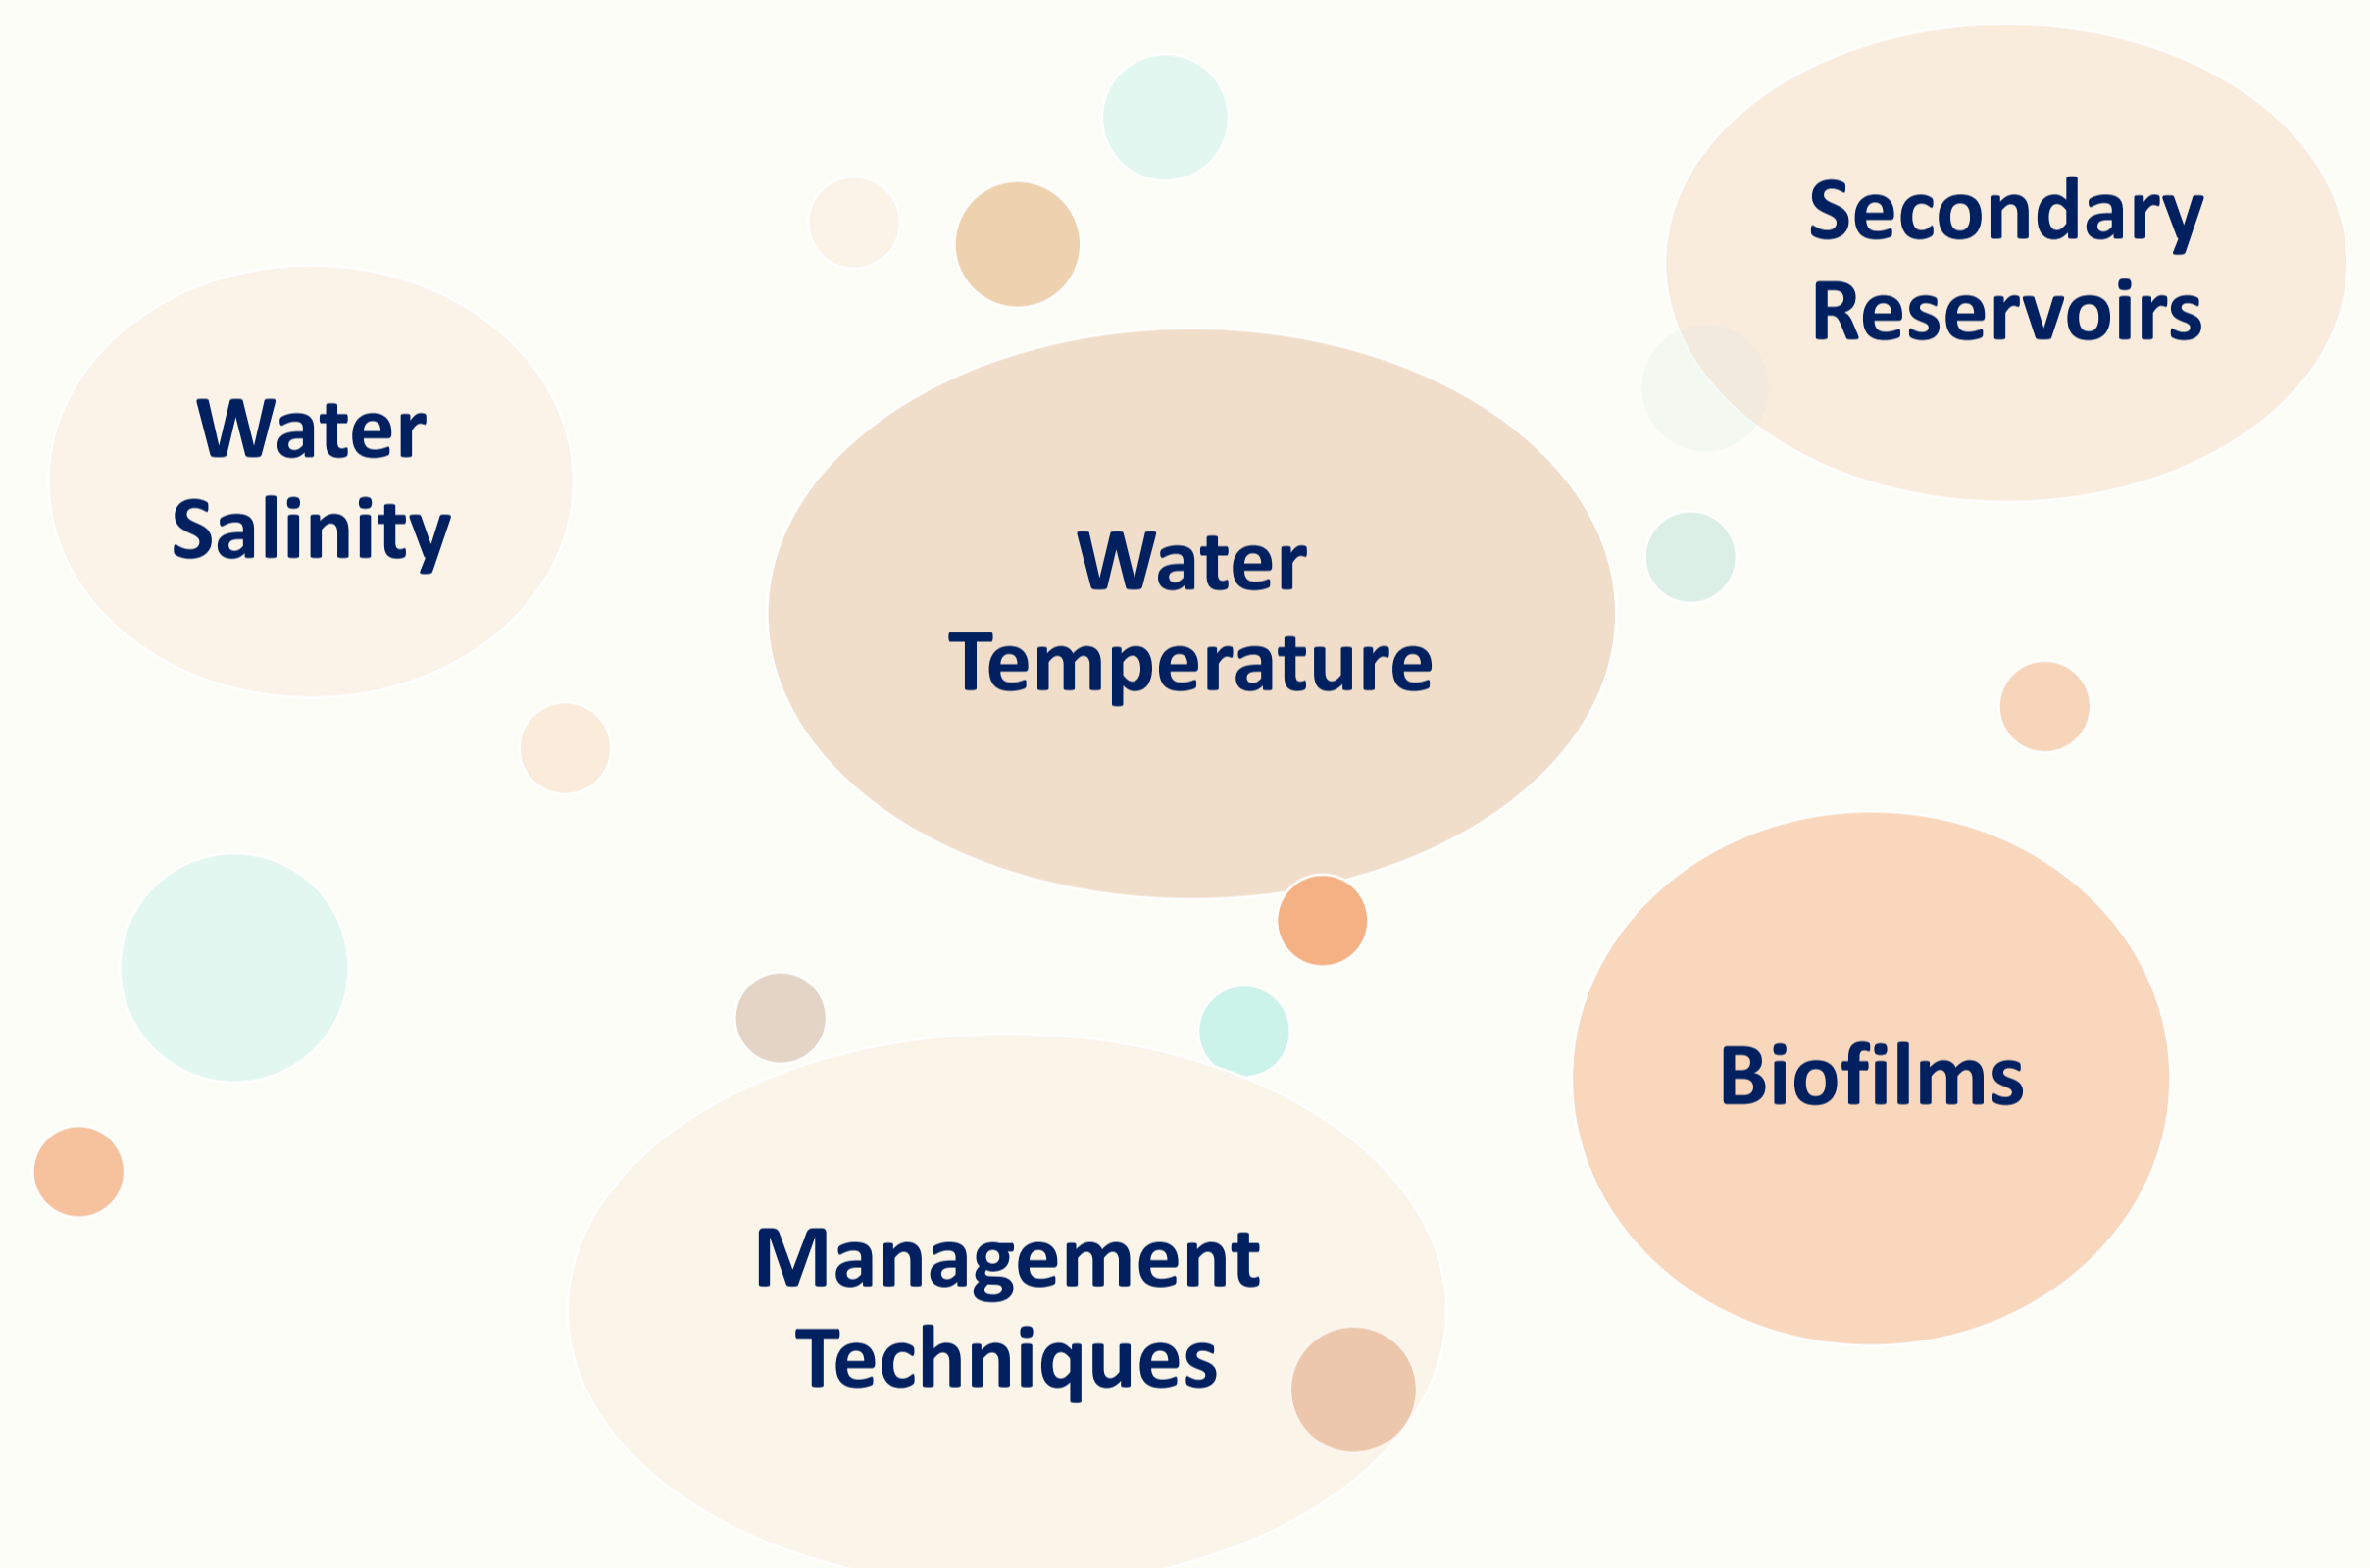 Secondary
Reservoirs
Water
Salinity
Water
Temperature
Biofilms
Management
Techniques